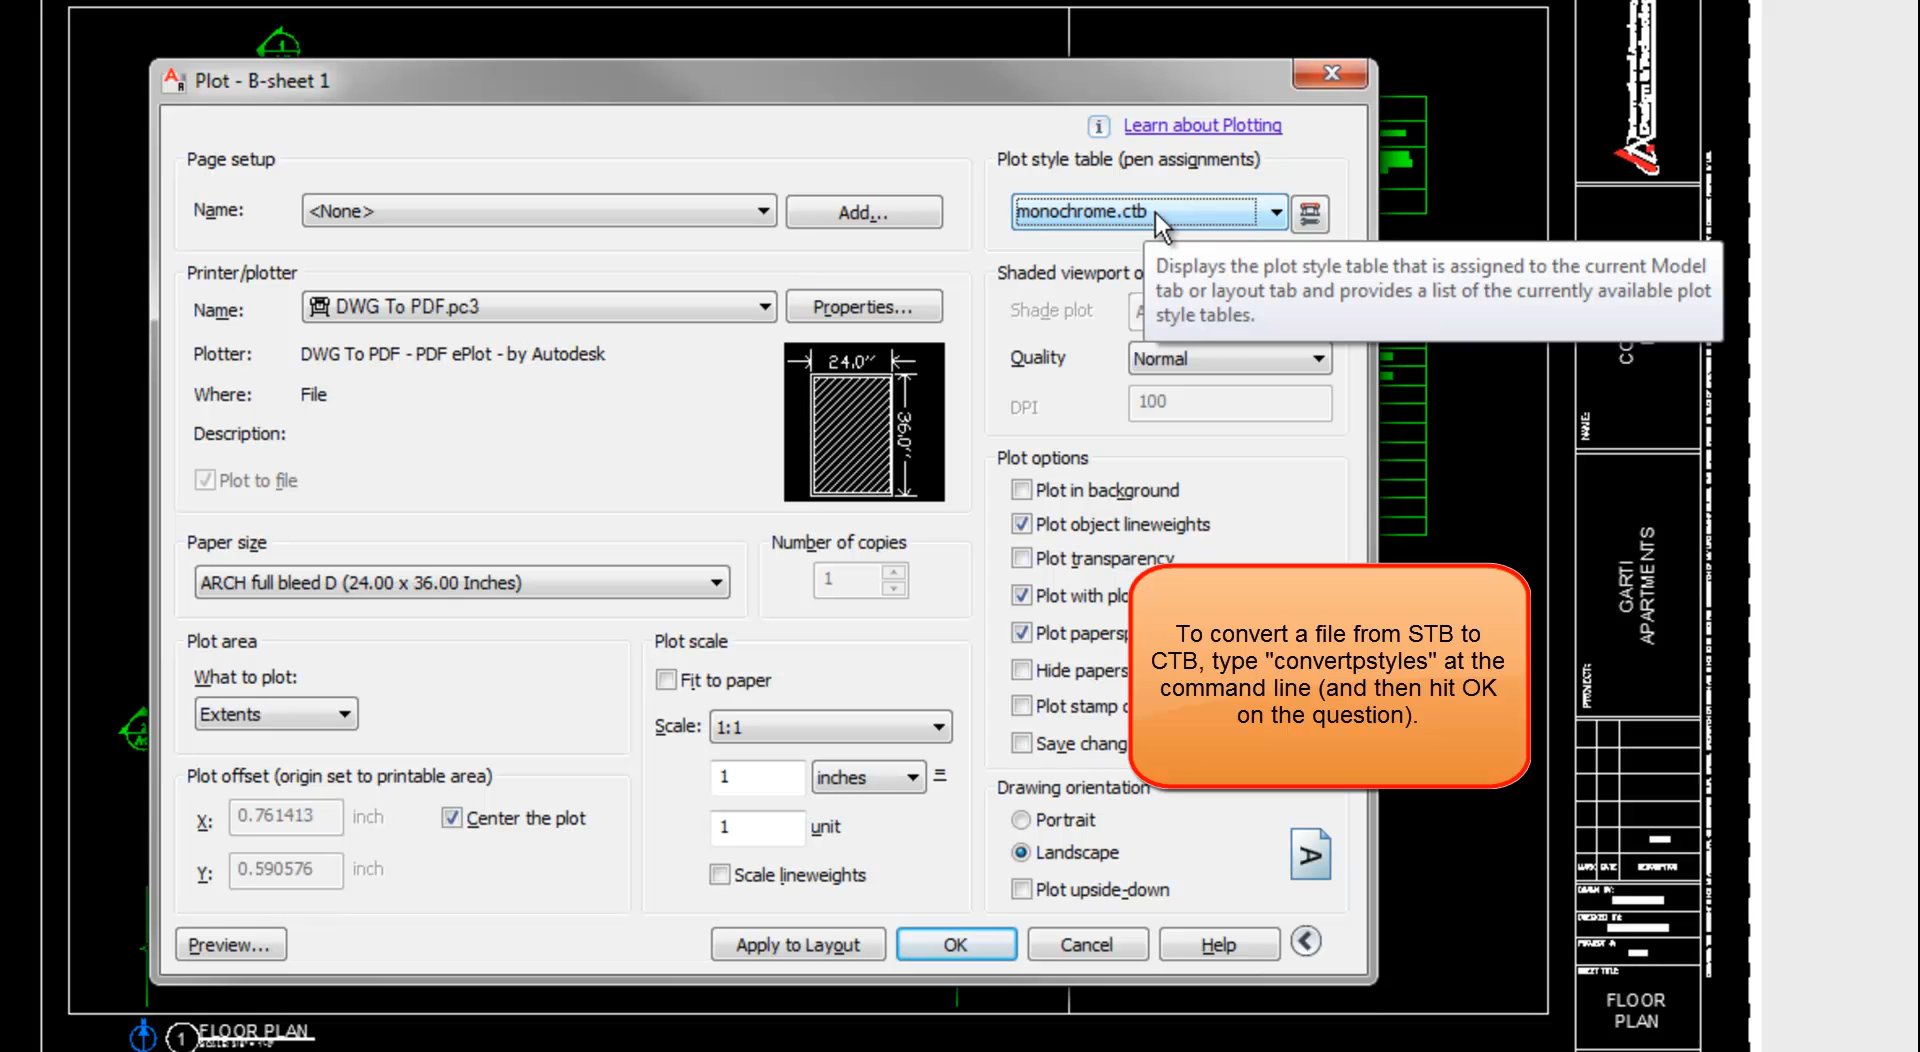 Plot - B-sheet 1
Learn about Plotting
Page setup
Name:
<None>
Add...
Plot style table (pen assignments)
monochrome.ctb
Displays the plot style table that is assigned to the current Model
tab or layout tab and provides a list of the currently available plot
style tables.
Printer/plotter
Name:
DWG To PDF.pc3
Properties...
Plotter:
DWG To PDF - PDF ePlot - by Autodesk
Where:
File
Description:
Plot to file
24.0″
36.0″
Shaded viewport o
Shade plot
A
Quality
Normal
DPI
100
Paper size
ARCH full bleed D (24.00 x 36.00 Inches)
Number of copies
1
Plot options
Plot in background
Plot object lineweights
Plot transparency
Plot with plo
Plot papersp
Hide papers
Plot stamp o
Save chang
To convert a file from STB to
CTB, type "convertpstyles" at the
command line (and then hit OK
on the question).
Plot area
What to plot:
Extents
Plot scale
Fit to paper
Scale:
1:1
1
inches
=
1
unit
Scale lineweights
Plot offset (origin set to printable area)
X:
0.761413
inch
Center the plot
Y:
0.590576
inch
Drawing orientation
Portrait
Landscape
Plot upside-down
A
Preview...
Apply to Layout
OK
Cancel
Help
1
1
FLOOR PLAN
CO
NAME:
GARTI
APARTMENTS
PROJECT:
SHEET TITLE:
FLOOR
PLAN